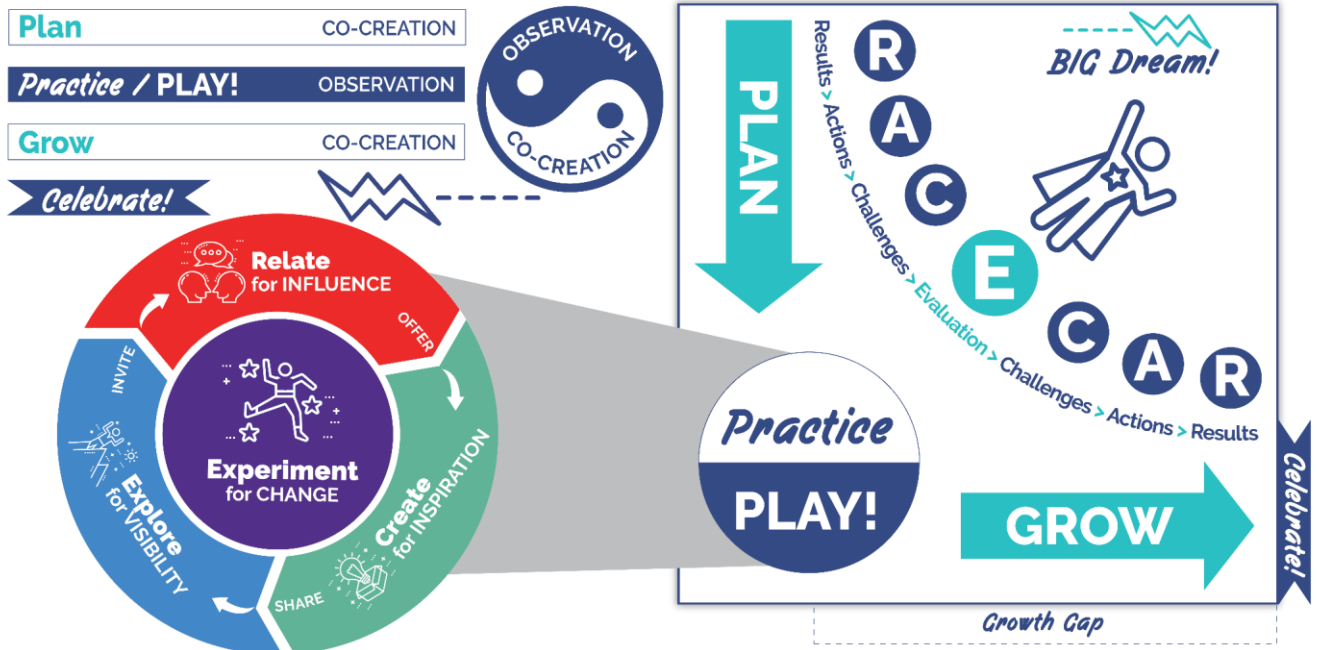 Plan CO-CREATION
Practice / PLAY! OBSERVATION
Grow CO-CREATION
Celebrate!
OBSERVATION
CO-CREATION
Relate
for INFLUENCE
OFFER
Create
for INSPIRATION
SHARE
Explore
for VISIBILITY
INVITE
Experiment
for CHANGE
PLAN
Results > Actions > Challenges > Evaluation > Challenges > Actions > Results
R
A
C
E
C
A
R
BIG Dream!
Practice
PLAY!
GROW
Celebrate!
Growth Gap